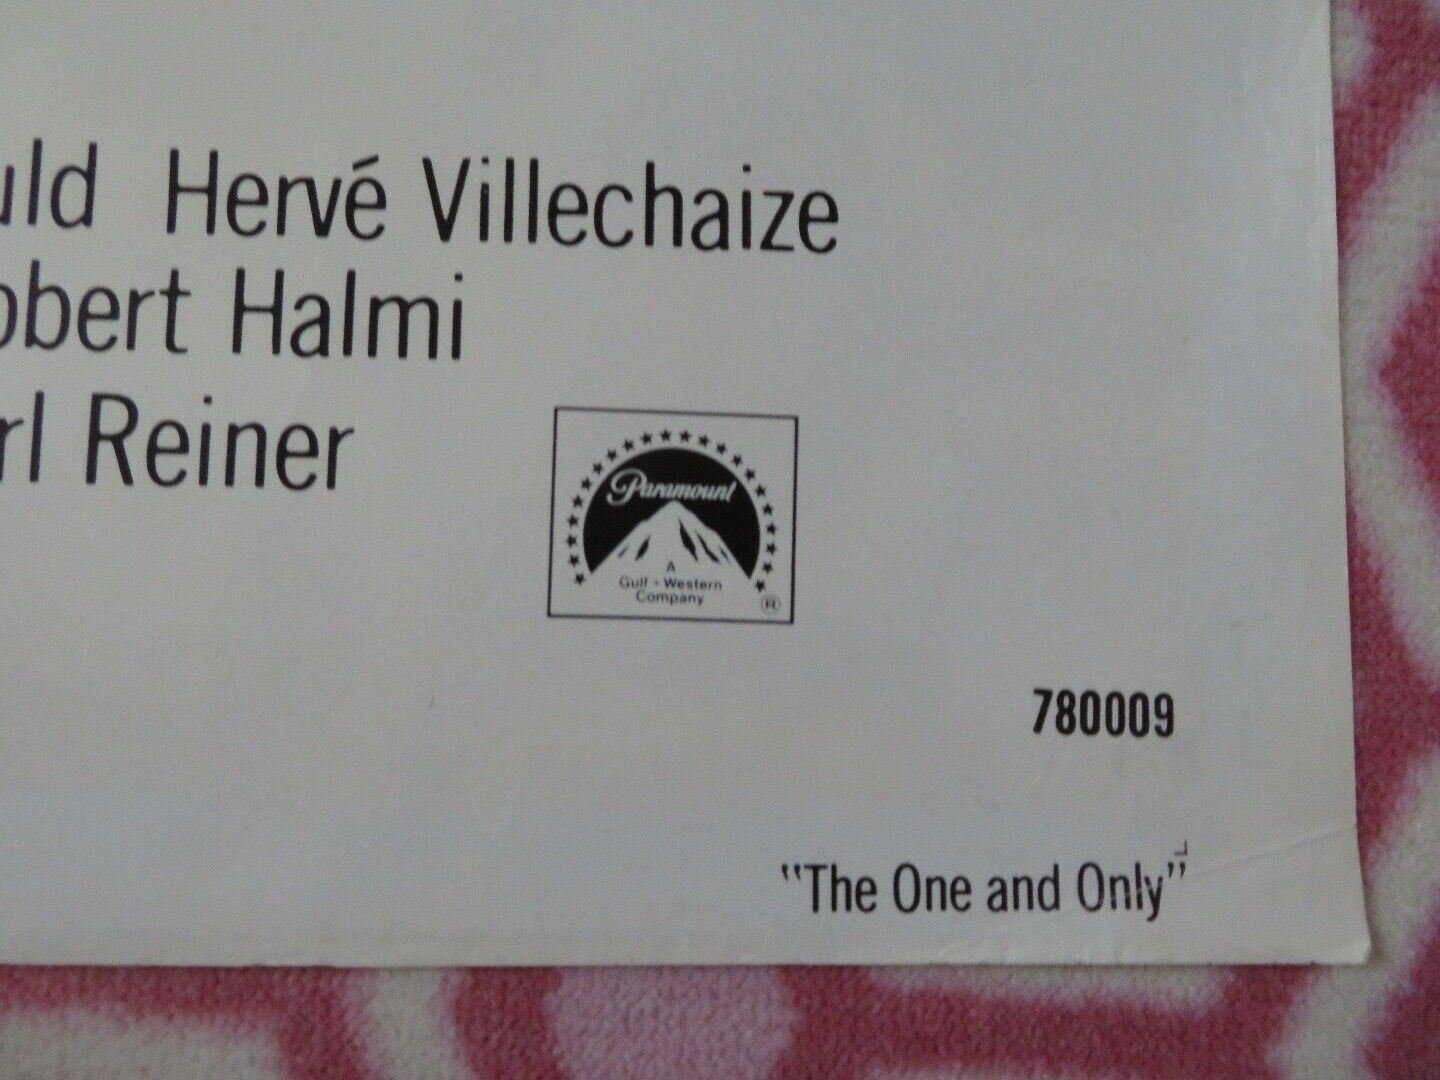 uld Hervé Villechaize
obert Halmi
rl Reiner
Paramount
A
Gulf + Western
Company
®
780009
"The One and Only"